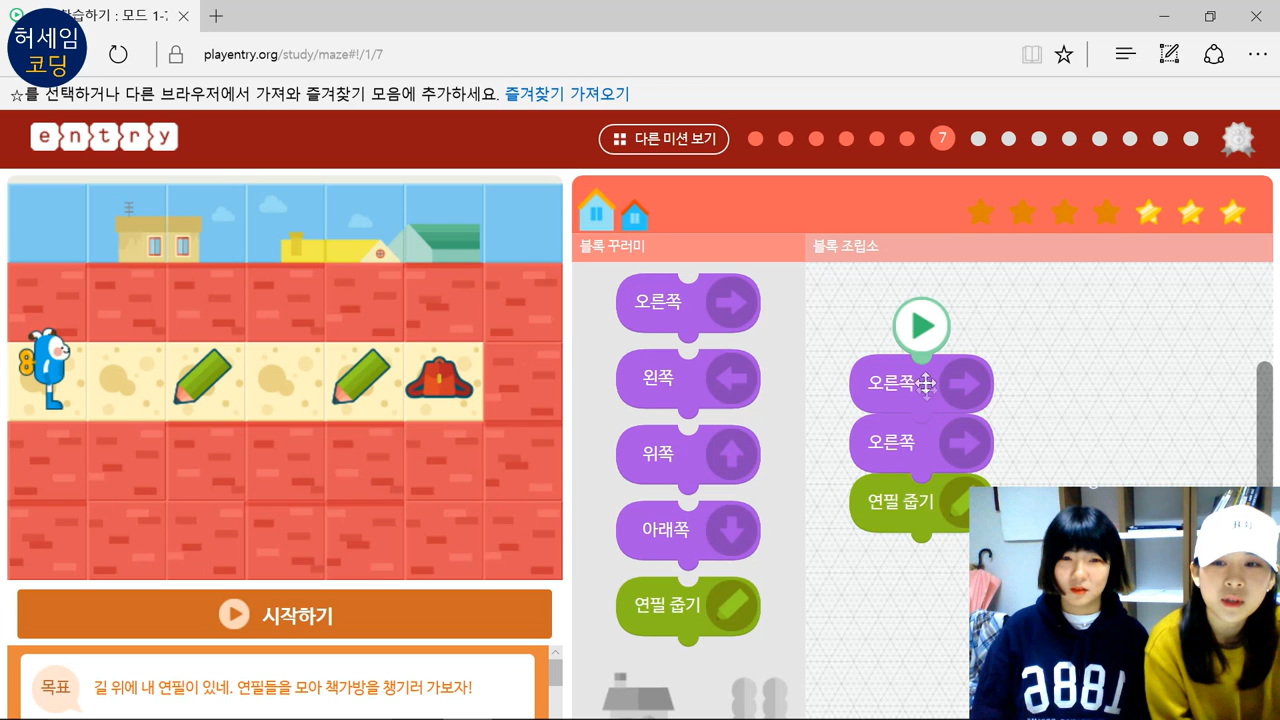 습하기 : 모드 1-7
허세임
코딩
playentry.org/study/maze#!/1/7
☆를 선택하거나 다른 브라우저에서 가져와 즐겨찾기 모음에 추가하세요. 즐겨찾기 가져오기
entry
다른 미션 보기
7
블록 꾸러미
블록 조립소
오른쪽
왼쪽
위쪽
아래쪽
연필 줍기
오른쪽
오른쪽
연필 줍기
시작하기
목표
길 위에 내 연필이 있네. 연필들을 모아 책가방을 챙기러 가보자!
1886